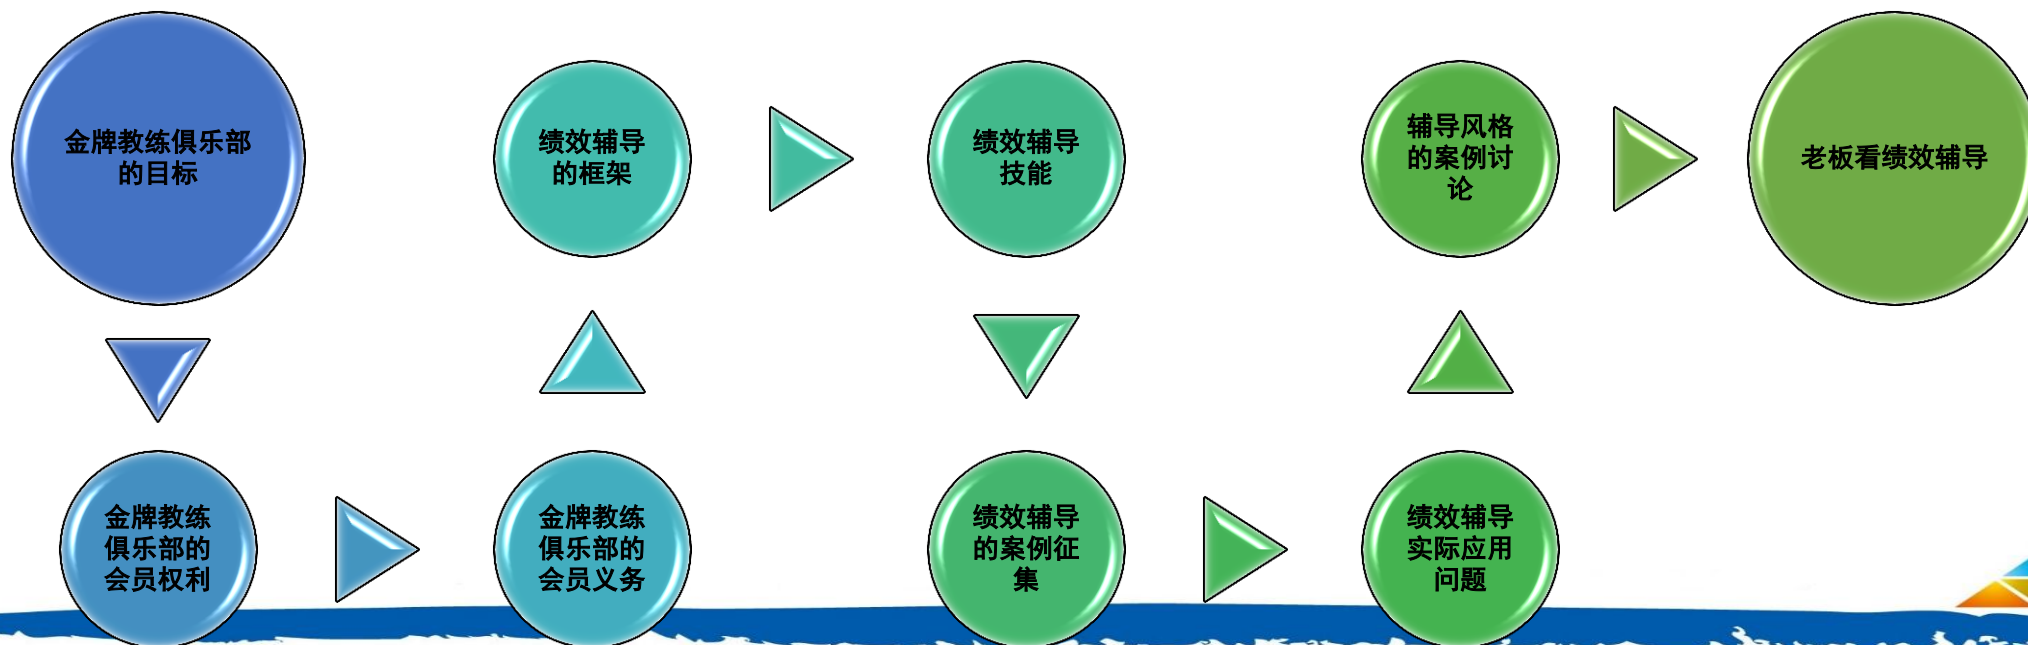 金牌教练俱乐部
的目标
金牌教练
俱乐部的
会员权利
金牌教练
俱乐部的
会员义务
绩效辅导
的框架
绩效辅导
技能
绩效辅导
的案例征
集
绩效辅导
实际应用
问题
辅导风格
的案例讨
论
老板看绩效辅导